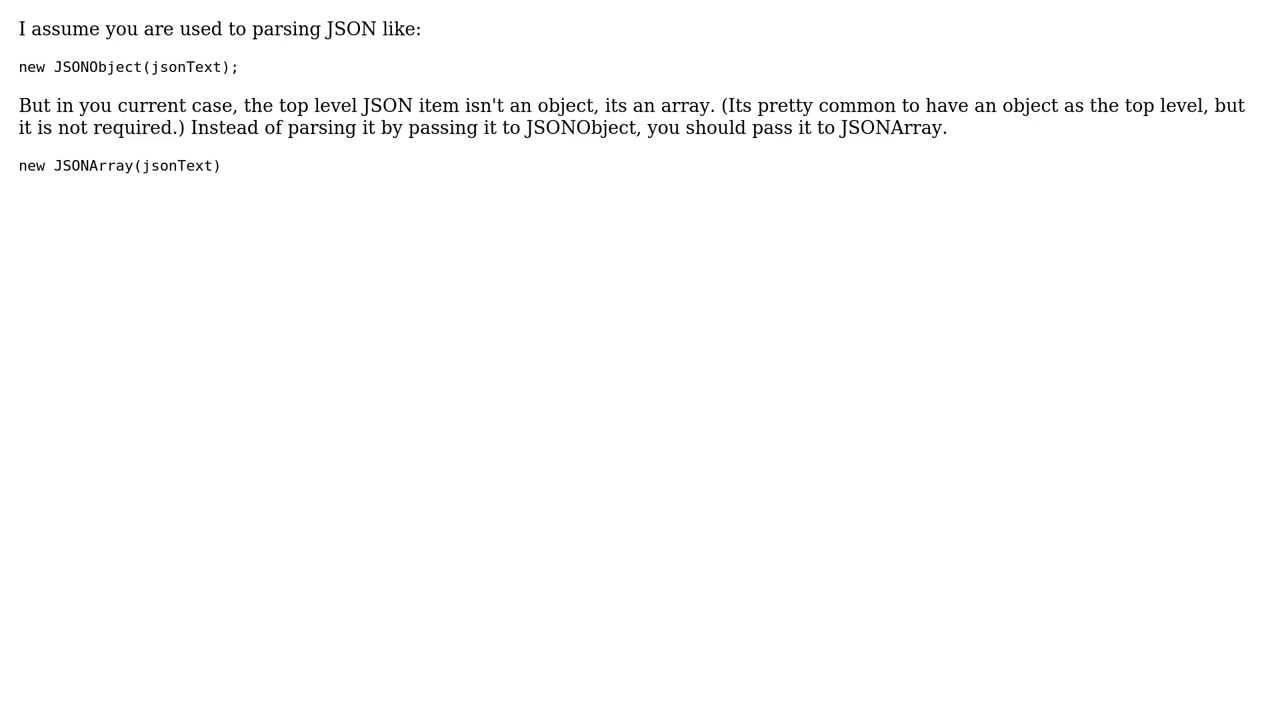 I assume you are used to parsing JSON like:
new JSONObject(jsonText);
But in you current case, the top level JSON item isn't an object, its an array. (Its pretty common to have an object as the top level, but
it is not required.) Instead of parsing it by passing it to JSONObject, you should pass it to JSONArray.
new JSONArray(jsonText)